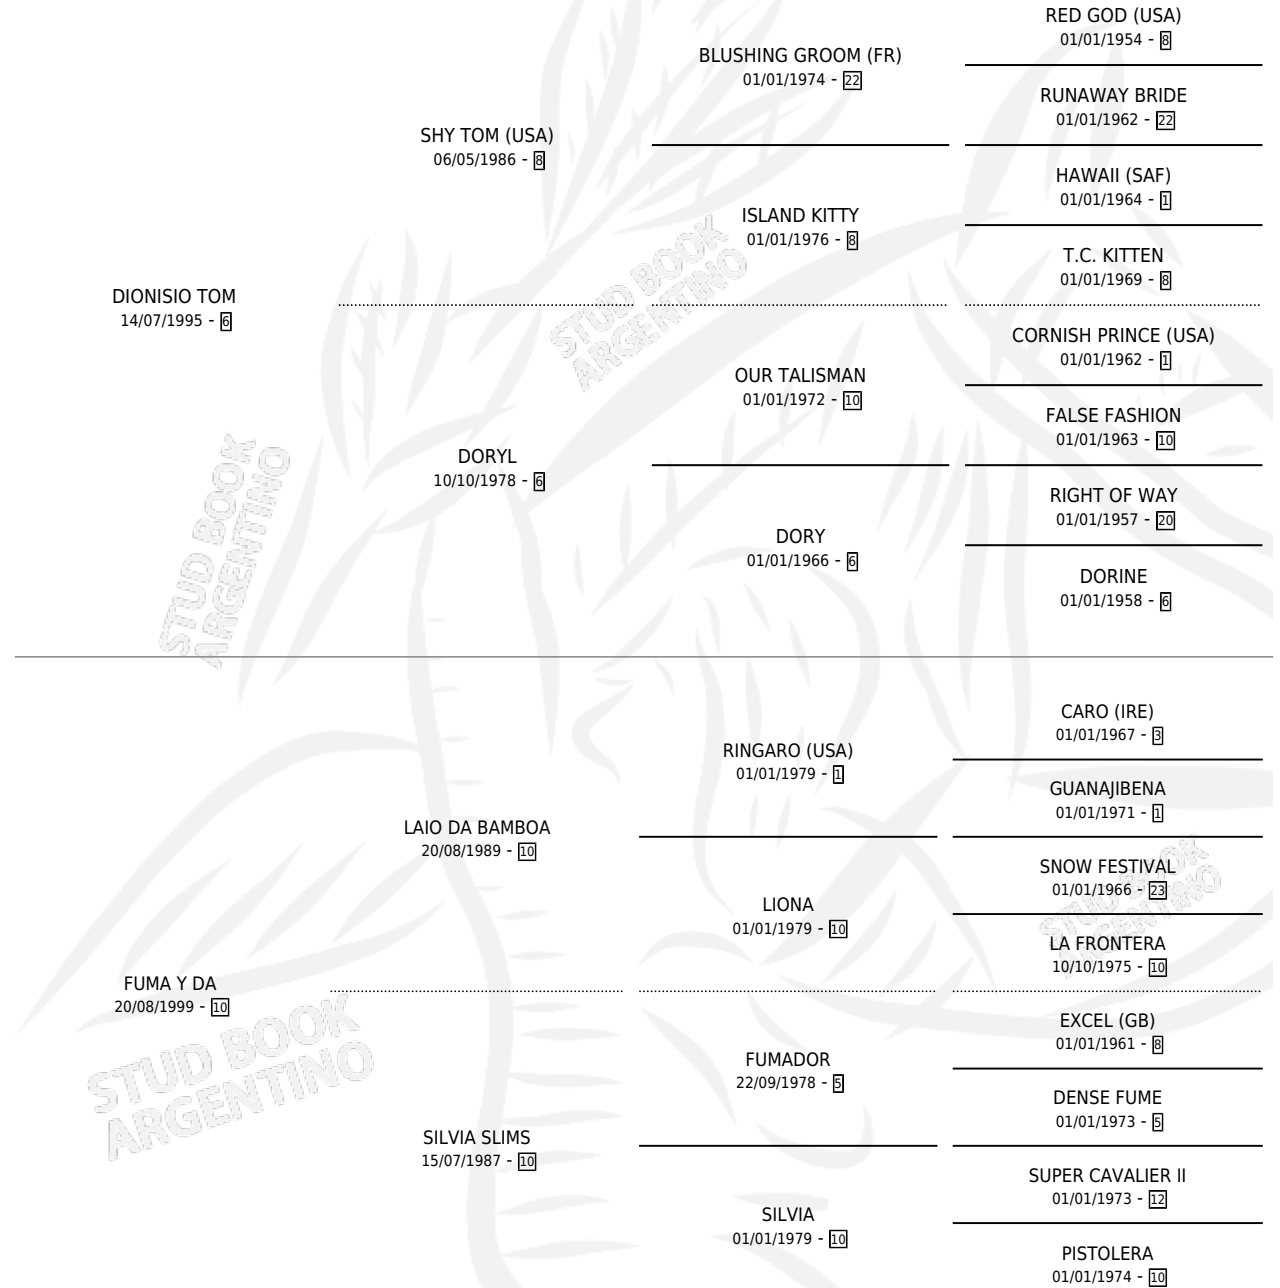 RED GOD (USA)
01/01/1954 - 8
BLUSHING GROOM (FR)
01/01/1974 - 22
RUNAWAY BRIDE
01/01/1962 - 22
SHY TOM (USA)
06/05/1986 - 8
HAWAII (SAF)
01/01/1964 - 1
ISLAND KITTY
01/01/1976 - 8
T.C. KITTEN
01/01/1969 - 8
DIONISIO TOM
14/07/1995 - 6
CORNISH PRINCE (USA)
01/01/1962 - 1
OUR TALISMAN
01/01/1972 - 10
FALSE FASHION
01/01/1963 - 10
DORYL
10/10/1978 - 6
RIGHT OF WAY
01/01/1957 - 20
DORY
01/01/1966 - 6
DORINE
01/01/1958 - 6
CARO (IRE)
01/01/1967 - 3
RINGARO (USA)
01/01/1979 - 1
GUANAJIBENA
01/01/1971 - 1
LAIO DA BAMBOA
20/08/1989 - 10
SNOW FESTIVAL
01/01/1966 - 23
LIONA
01/01/1979 - 10
LA FRONTERA
10/10/1975 - 10
FUMA Y DA
20/08/1999 - 10
EXCEL (GB)
01/01/1961 - 8
FUMADOR
22/09/1978 - 5
DENSE FUME
01/01/1973 - 5
SILVIA SLIMS
15/07/1987 - 10
SUPER CAVALIER II
01/01/1973 - 12
SILVIA
01/01/1979 - 10
PISTOLERA
01/01/1974 - 10
STUD BOOK
ARGENTINO
STUD BOOK
ARGENTINO
STUD BOOK
ARGENTINO
STUD BOOK
ARGENTINO